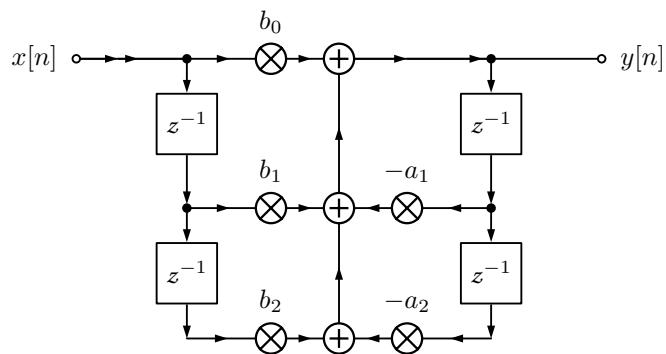 x[n] b₀ y[n]
z⁻¹ z⁻¹
b₁ −a₁
z⁻¹ z⁻¹
b₂ −a₂